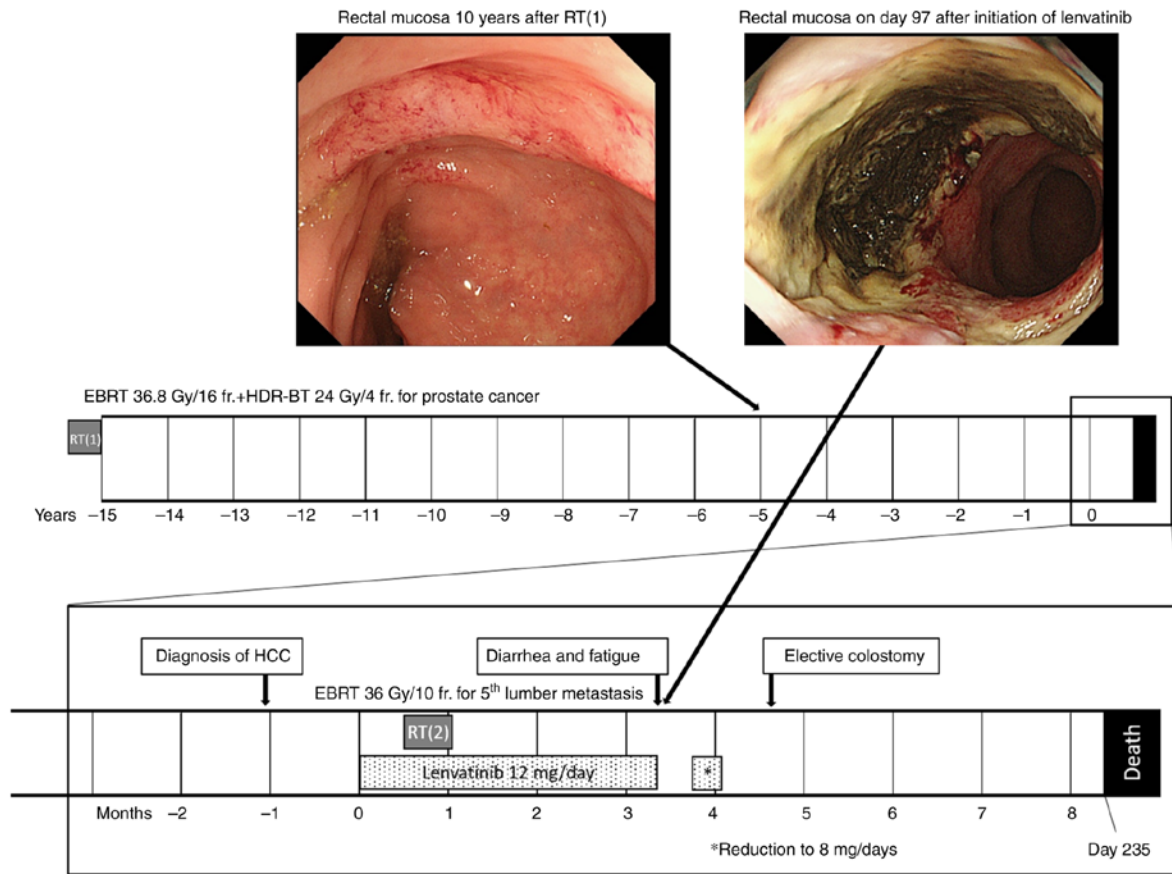 Rectal mucosa 10 years after RT(1)
Rectal mucosa on day 97 after initiation of lenvatinib
EBRT 36.8 Gy/16 fr.+HDR-BT 24 Gy/4 fr. for prostate cancer
RT(1)
Years –15 –14 –13 –12 –11 –10 –9 –8 –7 –6 –5 –4 –3 –2 –1 0
Diagnosis of HCC
Diarrhea and fatigue
Elective colostomy
EBRT 36 Gy/10 fr. for 5th lumber metastasis
RT(2)
Lenvatinib 12 mg/day
*
Death
Months –2 –1 0 1 2 3 4 5 6 7 8
*Reduction to 8 mg/days
Day 235